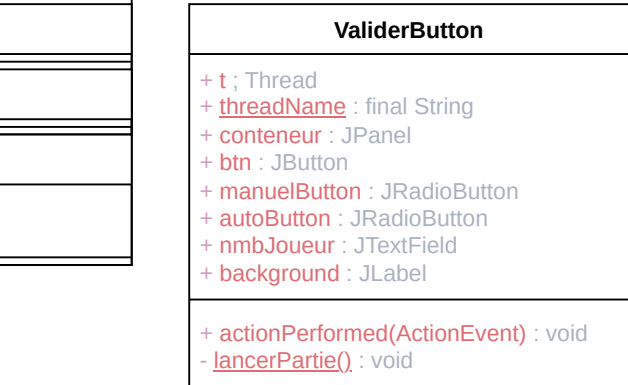 ValiderButton
+ t ; Thread
+ threadName : final String
+ conteneur : JPanel
+ btn : JButton
+ manuelButton : JRadioButton
+ autoButton : JRadioButton
+ nmbJoueur : JTextField
+ background : JLabel
+ actionPerformed(ActionEvent) : void
- lancerPartie() : void